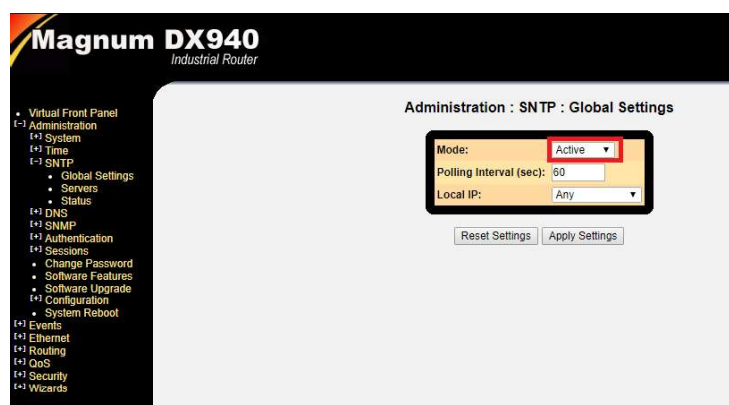 Magnum DX940
Industrial Router
Virtual Front Panel
[-] Administration
[+] System
[+] Time
[-] SNTP
Global Settings
Servers
Status
[+] DNS
[+] SNMP
[+] Authentication
[+] Sessions
Change Password
Software Features
Software Upgrade
[+] Configuration
System Reboot
[+] Events
[+] Ethernet
[+] Routing
[+] QoS
[+] Security
[+] Wizards
Administration : SNTP : Global Settings
Mode: Active
Polling Interval (sec): 60
Local IP: Any
Reset Settings Apply Settings